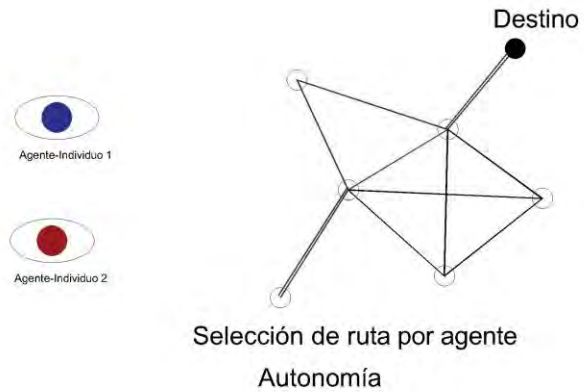 Destino
Agente-Individuo 1
Agente-Individuo 2
Selección de ruta por agente
Autonomía